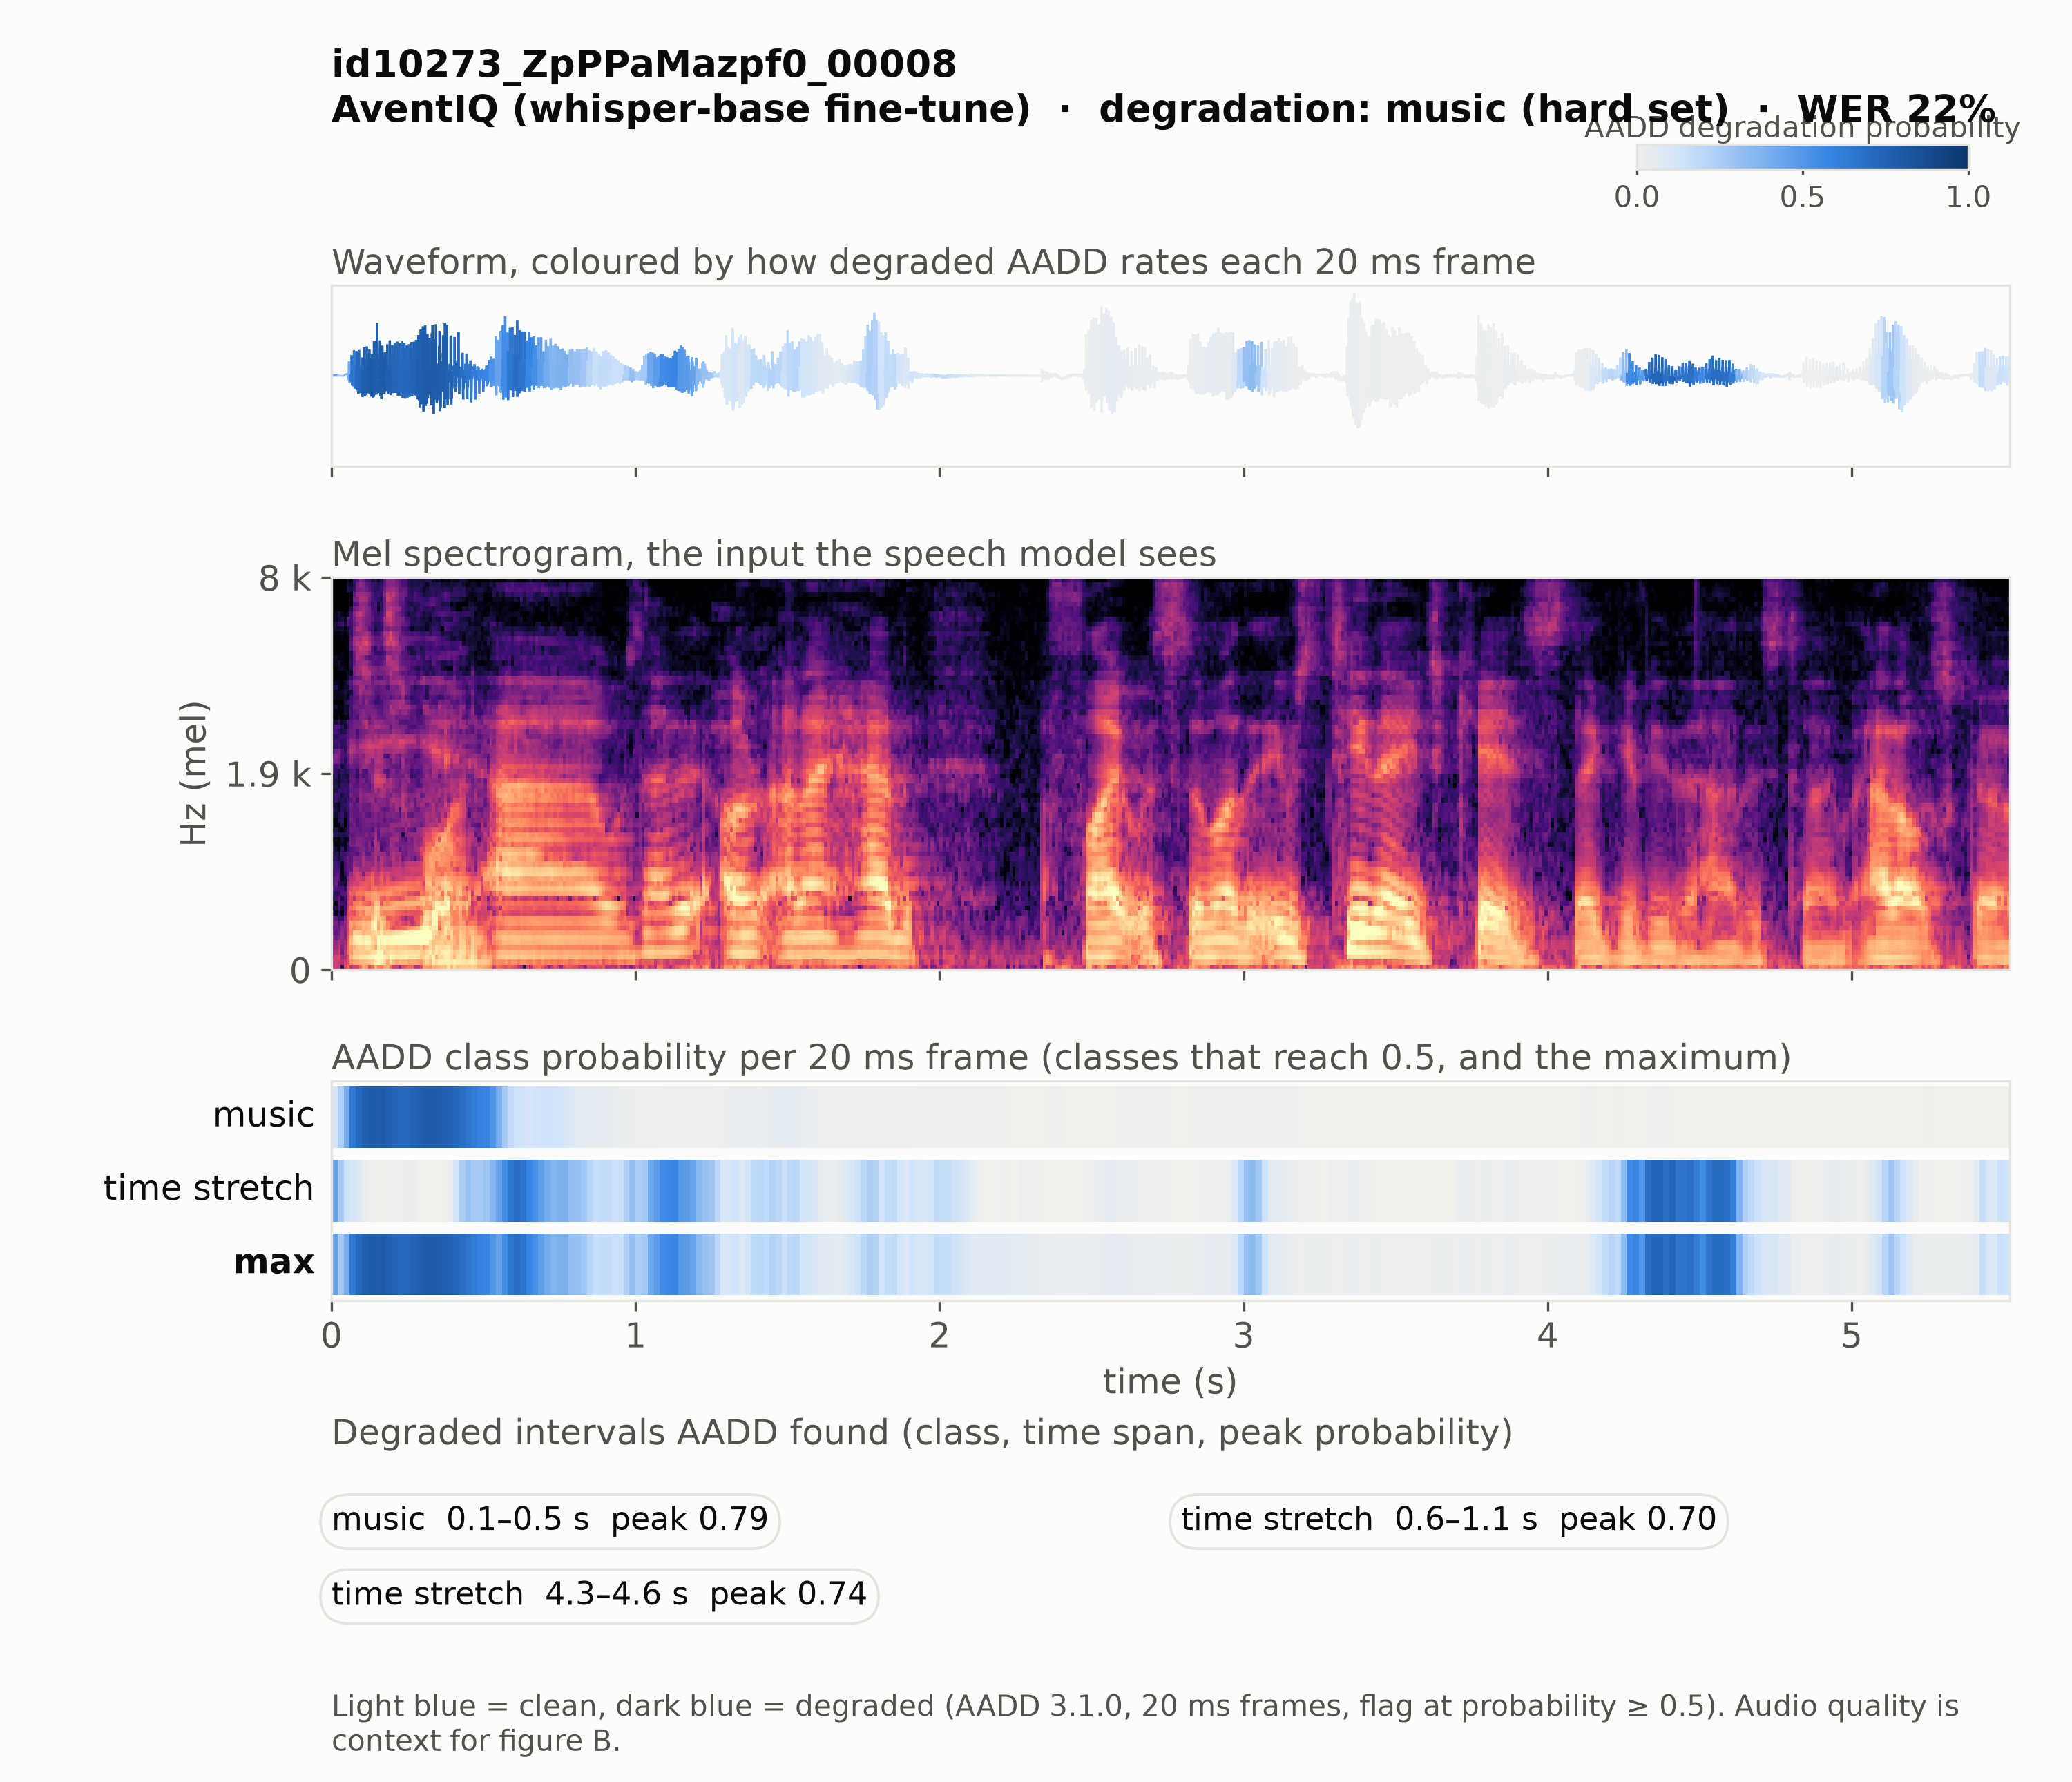 id10273_ZpPPaMazpf0_00008
AventIQ (whisper-base fine-tune)  ·  degradation: music (hard set)  ·  WER 22%
AADD degradation probability
0.0 0.5 1.0
Waveform, coloured by how degraded AADD rates each 20 ms frame
Mel spectrogram, the input the speech model sees
8 k
1.9 k
0
Hz (mel)
AADD class probability per 20 ms frame (classes that reach 0.5, and the maximum)
music
time stretch
max
0 1 2 3 4 5
time (s)
Degraded intervals AADD found (class, time span, peak probability)
music  0.1–0.5 s  peak 0.79
time stretch  0.6–1.1 s  peak 0.70
time stretch  4.3–4.6 s  peak 0.74
Light blue = clean, dark blue = degraded (AADD 3.1.0, 20 ms frames, flag at probability ≥ 0.5). Audio quality is
context for figure B.